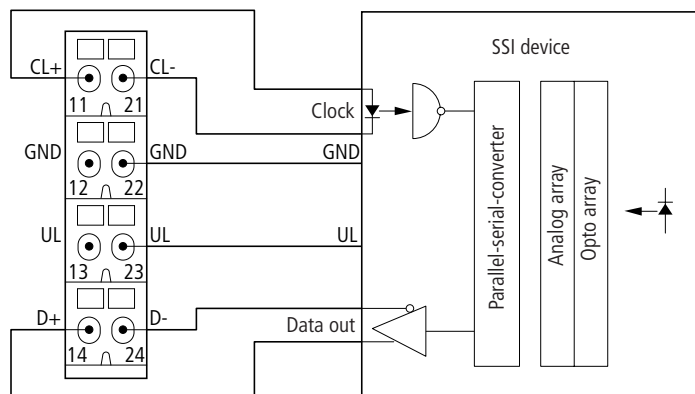 SSI device
CL+
CL-
11
21
Clock
GND
GND
GND
12
22
UL
UL
UL
13
23
D+
D-
14
24
Data out
Parallel-serial-converter
Analog array
Opto array